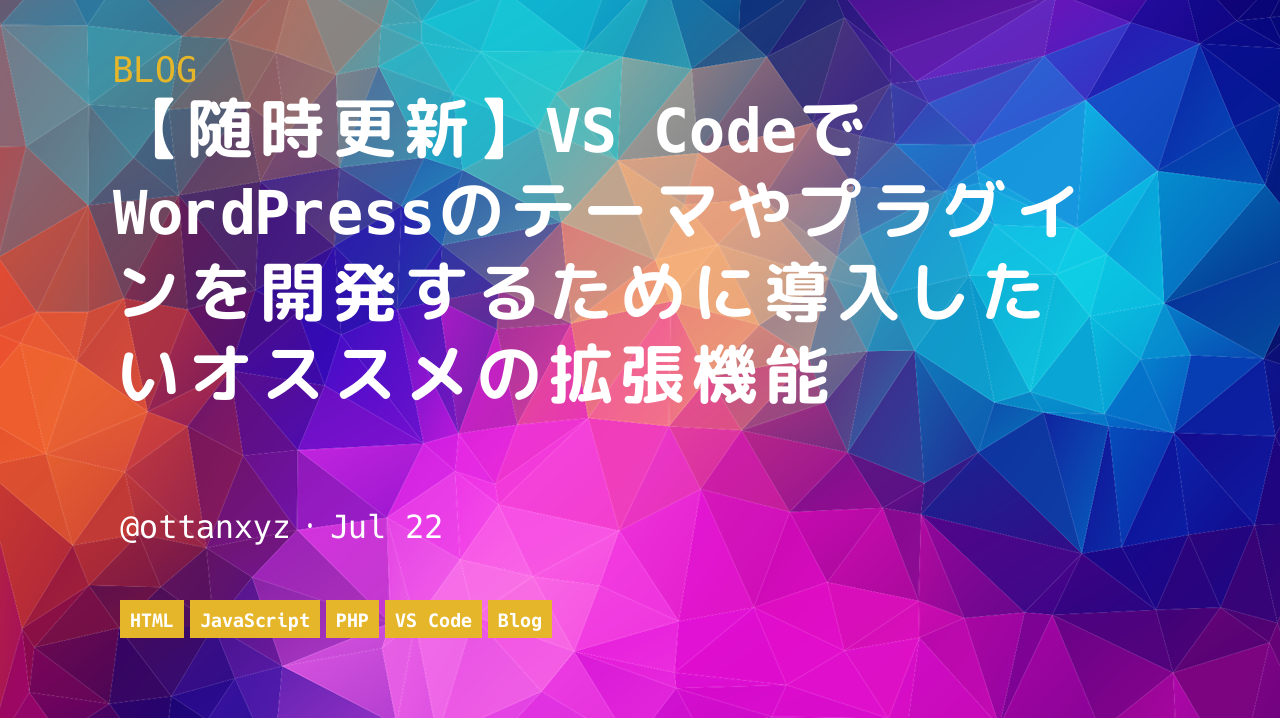 BLOG
【随時更新】VS Codeで
WordPressのテーマやプラグイ
ンを開発するために導入した
いオススメの拡張機能
@ottanxyz · Jul 22
HTML JavaScript PHP VS Code Blog